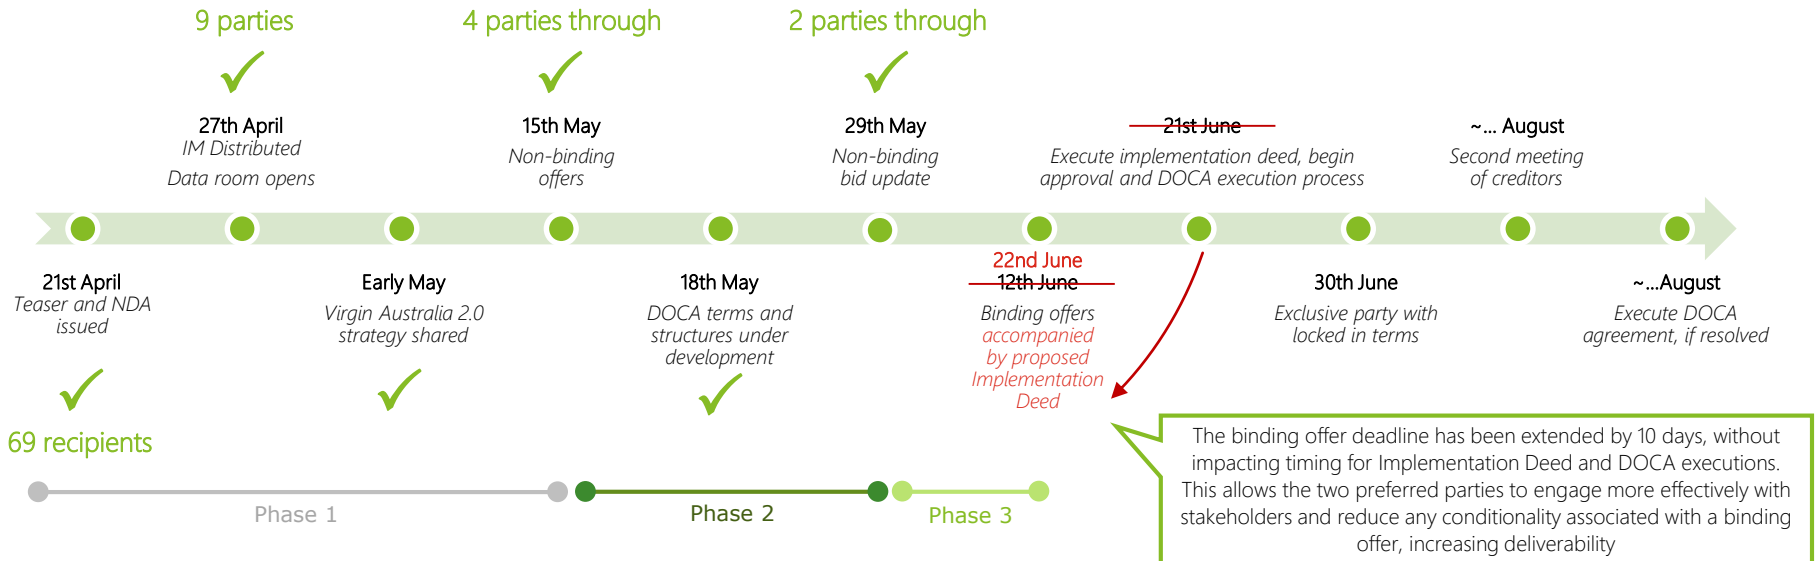 9 parties
4 parties through
2 parties through
27th April
IM Distributed
Data room opens
15th May
Non-binding
offers
29th May
Non-binding
bid update
21st June
Execute implementation deed, begin
approval and DOCA execution process
~... August
Second meeting
of creditors
21st April
Teaser and NDA
issued
Early May
Virgin Australia 2.0
strategy shared
18th May
DOCA terms and
structures under
development
22nd June
12th June
Binding offers
accompanied
by proposed
Implementation
Deed
30th June
Exclusive party with
locked in terms
~...August
Execute DOCA
agreement, if resolved
69 recipients
Phase 1
Phase 2
Phase 3
The binding offer deadline has been extended by 10 days, without
impacting timing for Implementation Deed and DOCA executions.
This allows the two preferred parties to engage more effectively with
stakeholders and reduce any conditionality associated with a binding
offer, increasing deliverability